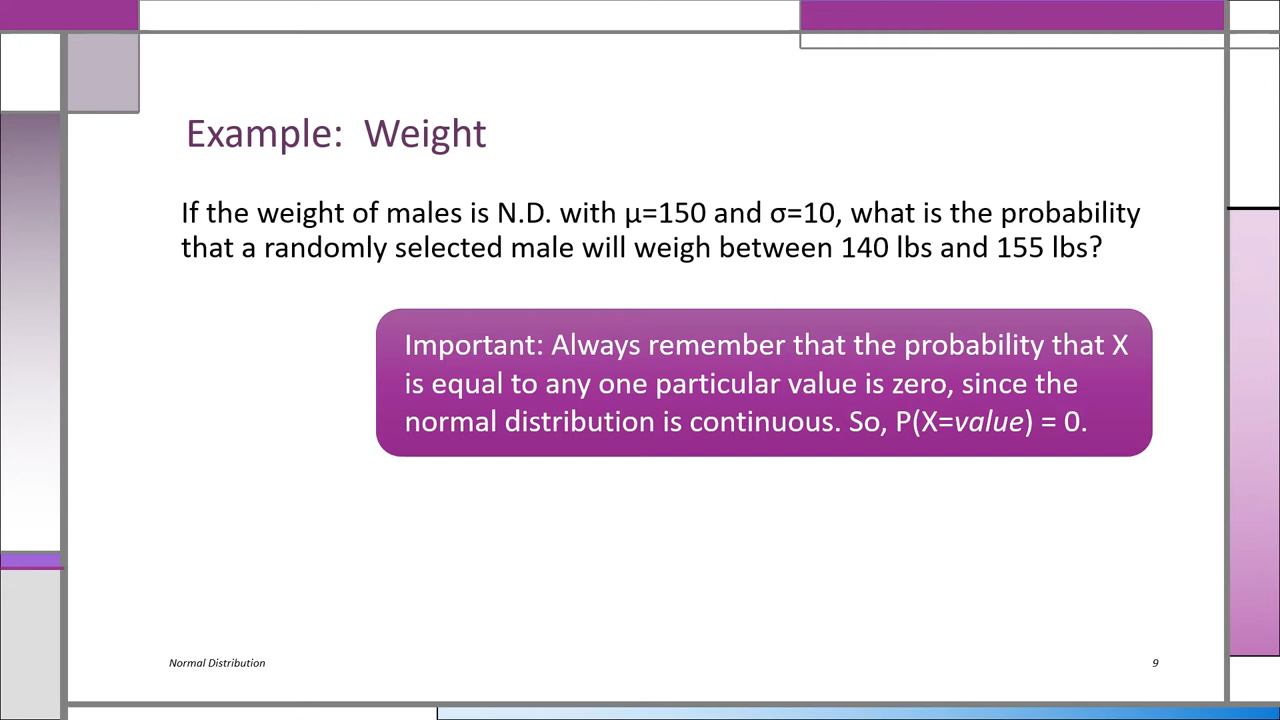 Example:  Weight
If the weight of males is N.D. with μ=150 and σ=10, what is the probability
that a randomly selected male will weigh between 140 lbs and 155 lbs?
Important: Always remember that the probability that X
is equal to any one particular value is zero, since the
normal distribution is continuous. So, P(X=value) = 0.
Normal Distribution
9